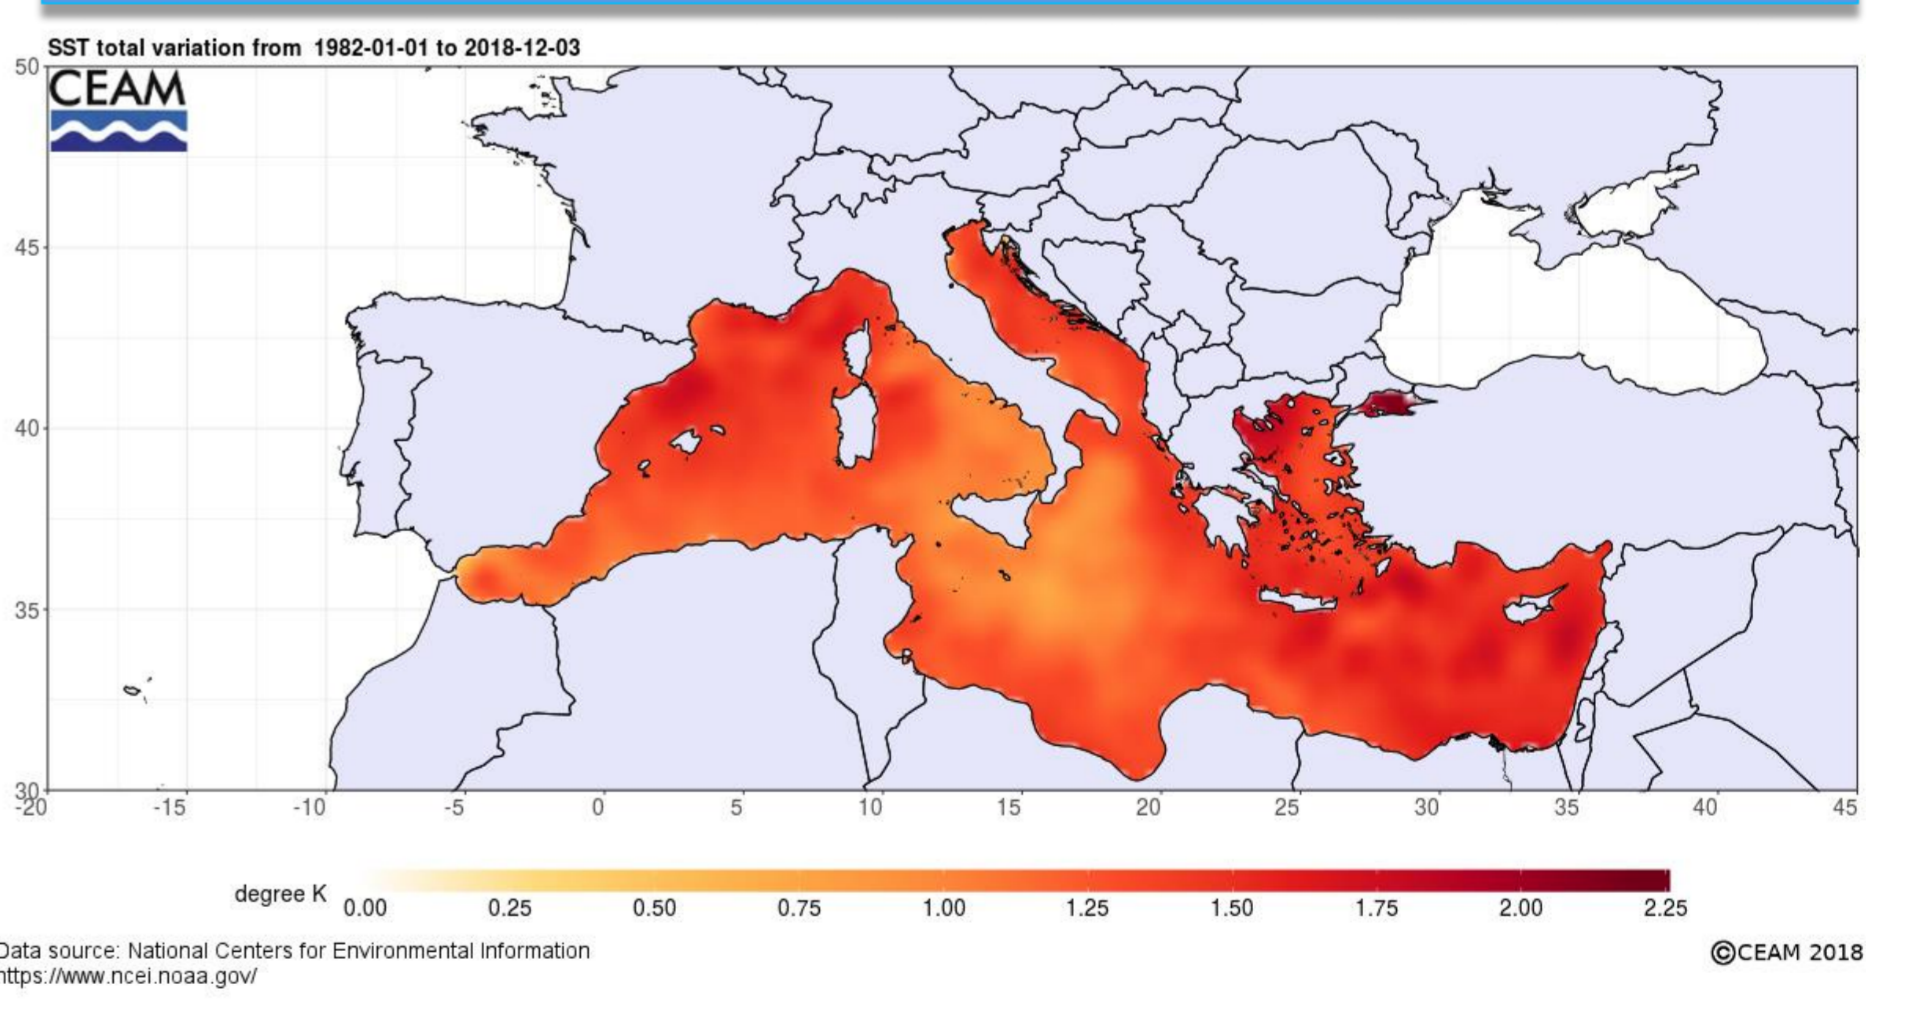 SST total variation from 1982-01-01 to 2018-12-03
CEAM
50
45
40
35
30
-20 -15 -10 -5 0 5 10 15 20 25 30 35 40 45
degree K
0.00 0.25 0.50 0.75 1.00 1.25 1.50 1.75 2.00 2.25
Data source: National Centers for Environmental Information
https://www.ncei.noaa.gov/
©CEAM 2018